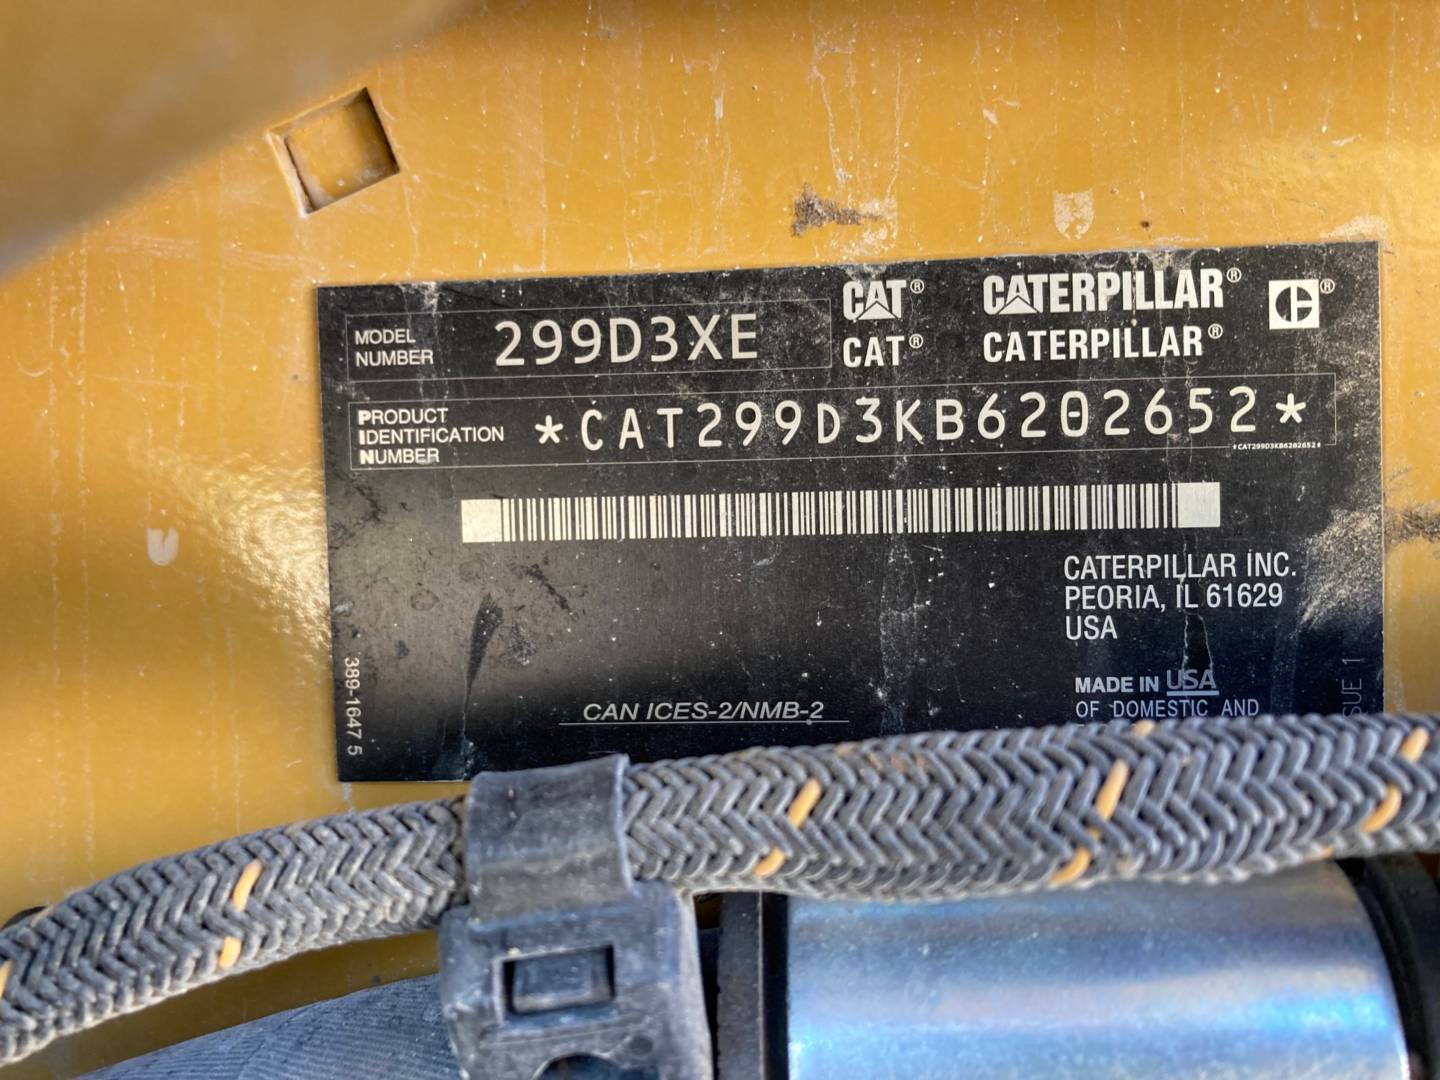 MODEL NUMBER 299D3XE
CAT® CATERPILLAR® ®
CAT® CATERPILLAR®
PRODUCT
IDENTIFICATION
NUMBER
*CAT299D3KB6202652*
*CAT299D3KB6202652*
CATERPILLAR INC.
PEORIA, IL 61629
USA
MADE IN USA
OF DOMESTIC AND
CAN ICES-2/NMB-2
389-1647 5